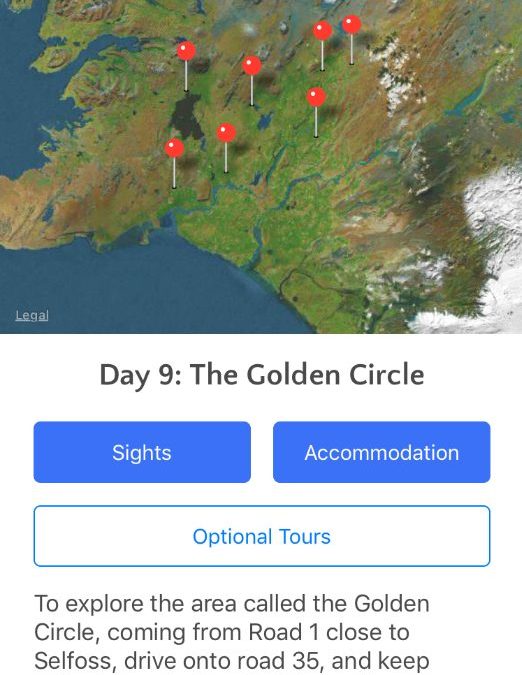 Legal
Day 9: The Golden Circle
Sights
Accommodation
Optional Tours
To explore the area called the Golden
Circle, coming from Road 1 close to
Selfoss, drive onto road 35, and keep